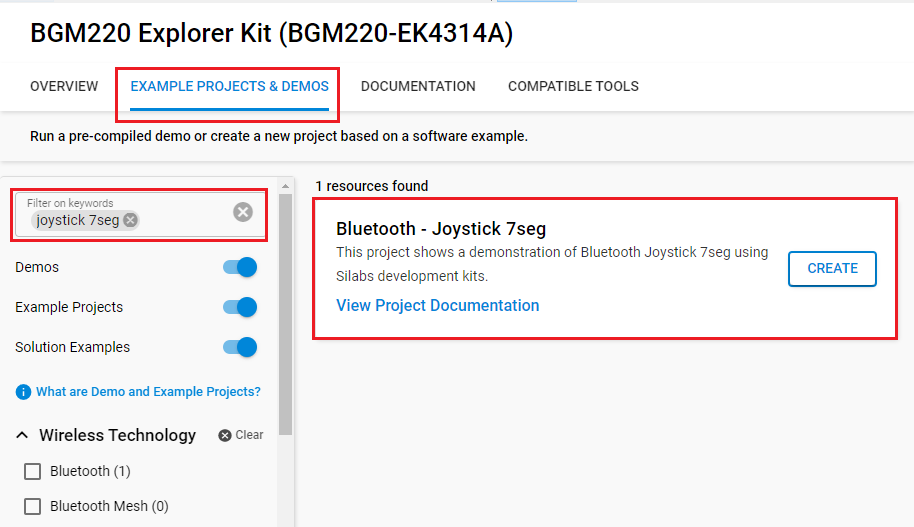 BGM220 Explorer Kit (BGM220-EK4314A)
OVERVIEW EXAMPLE PROJECTS & DEMOS DOCUMENTATION COMPATIBLE TOOLS
Run a pre-compiled demo or create a new project based on a software example.
Filter on keywords
joystick 7seg
Demos
Example Projects
Solution Examples
What are Demo and Example Projects?
Wireless Technology Clear
Bluetooth (1)
Bluetooth Mesh (0)
1 resources found
Bluetooth - Joystick 7seg
This project shows a demonstration of Bluetooth Joystick 7seg using
Silabs development kits.
CREATE
View Project Documentation